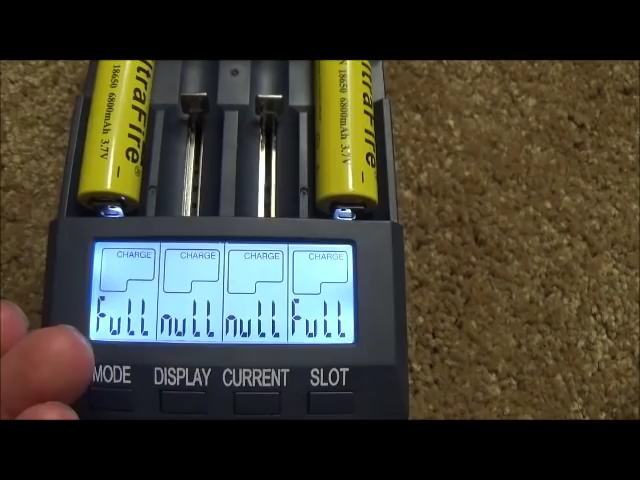 ltraFire®
18650 6800mAh 3.7V
ltraFire®
18650 6800mAh 3.7V
CHARGE CHARGE CHARGE CHARGE
Full null null Full
MODE DISPLAY CURRENT SLOT